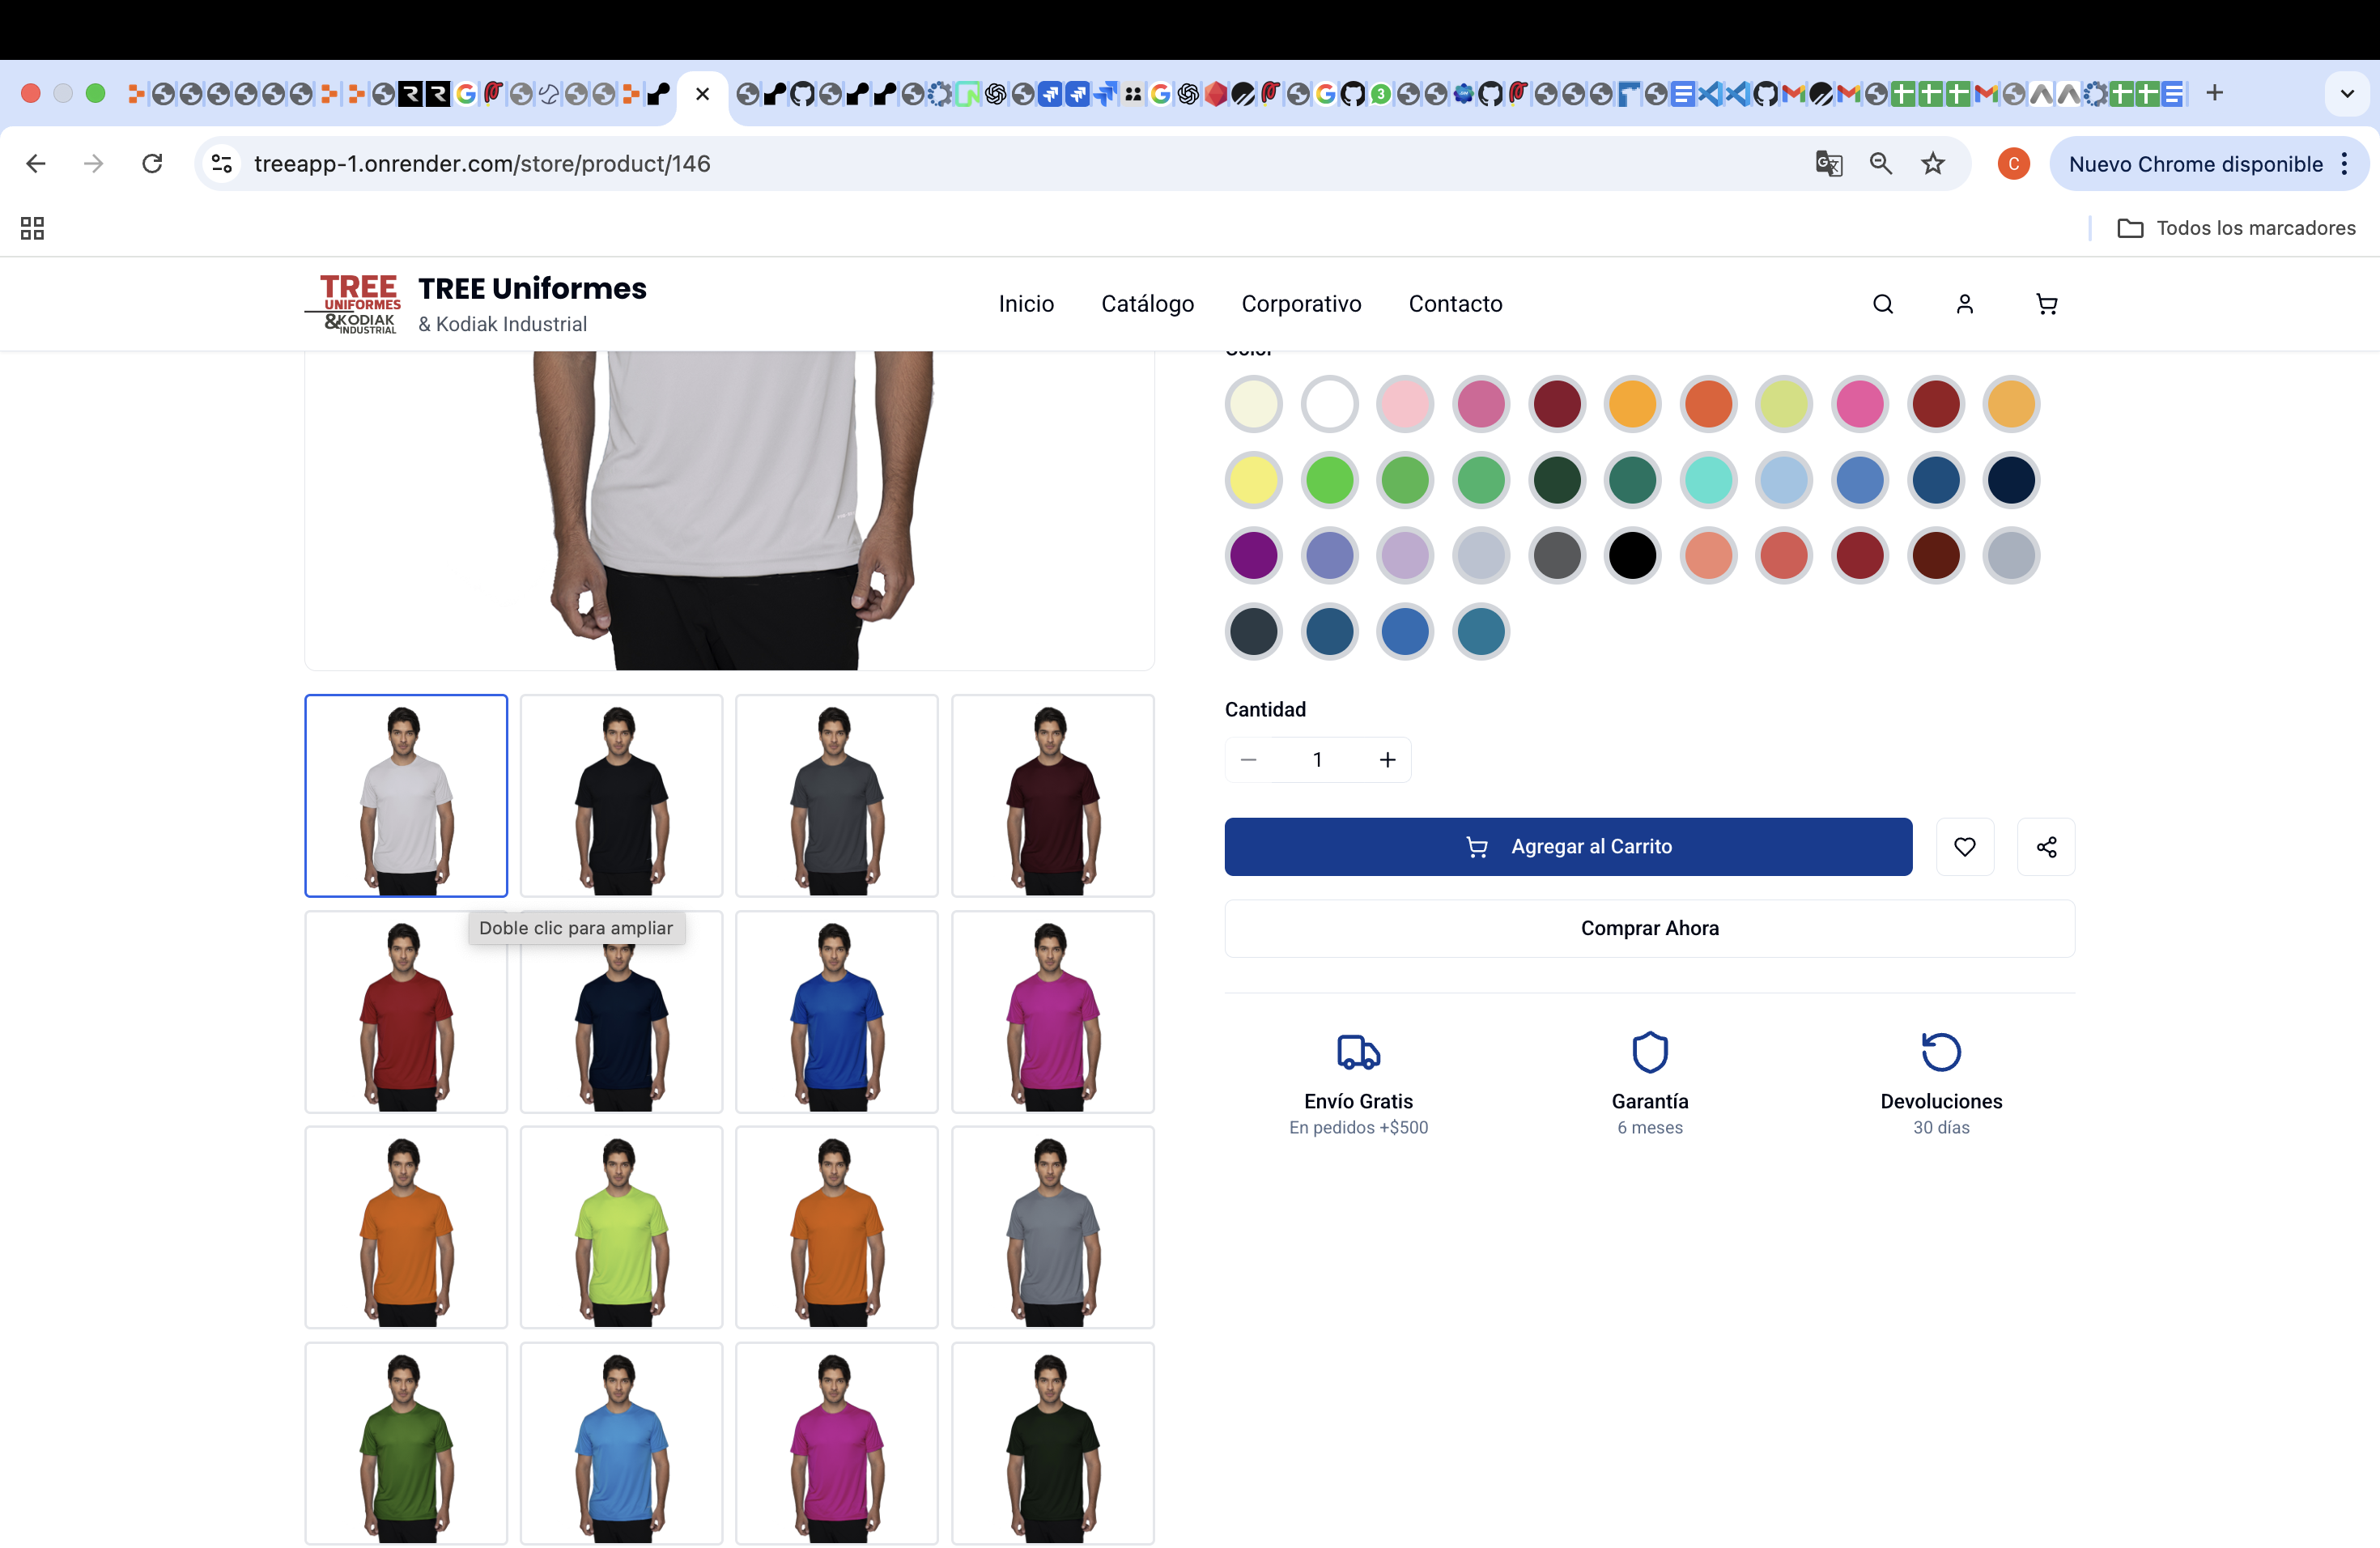 treeapp-1.onrender.com/store/product/146
Nuevo Chrome disponible
Todos los marcadores
TREE
UNIFORMES
&KODIAK
INDUSTRIAL
TREE Uniformes
& Kodiak Industrial
Inicio
Catálogo
Corporativo
Contacto
Color
Cantidad
1
Agregar al Carrito
Doble clic para ampliar
Comprar Ahora
Envío Gratis
En pedidos +$500
Garantía
6 meses
Devoluciones
30 días